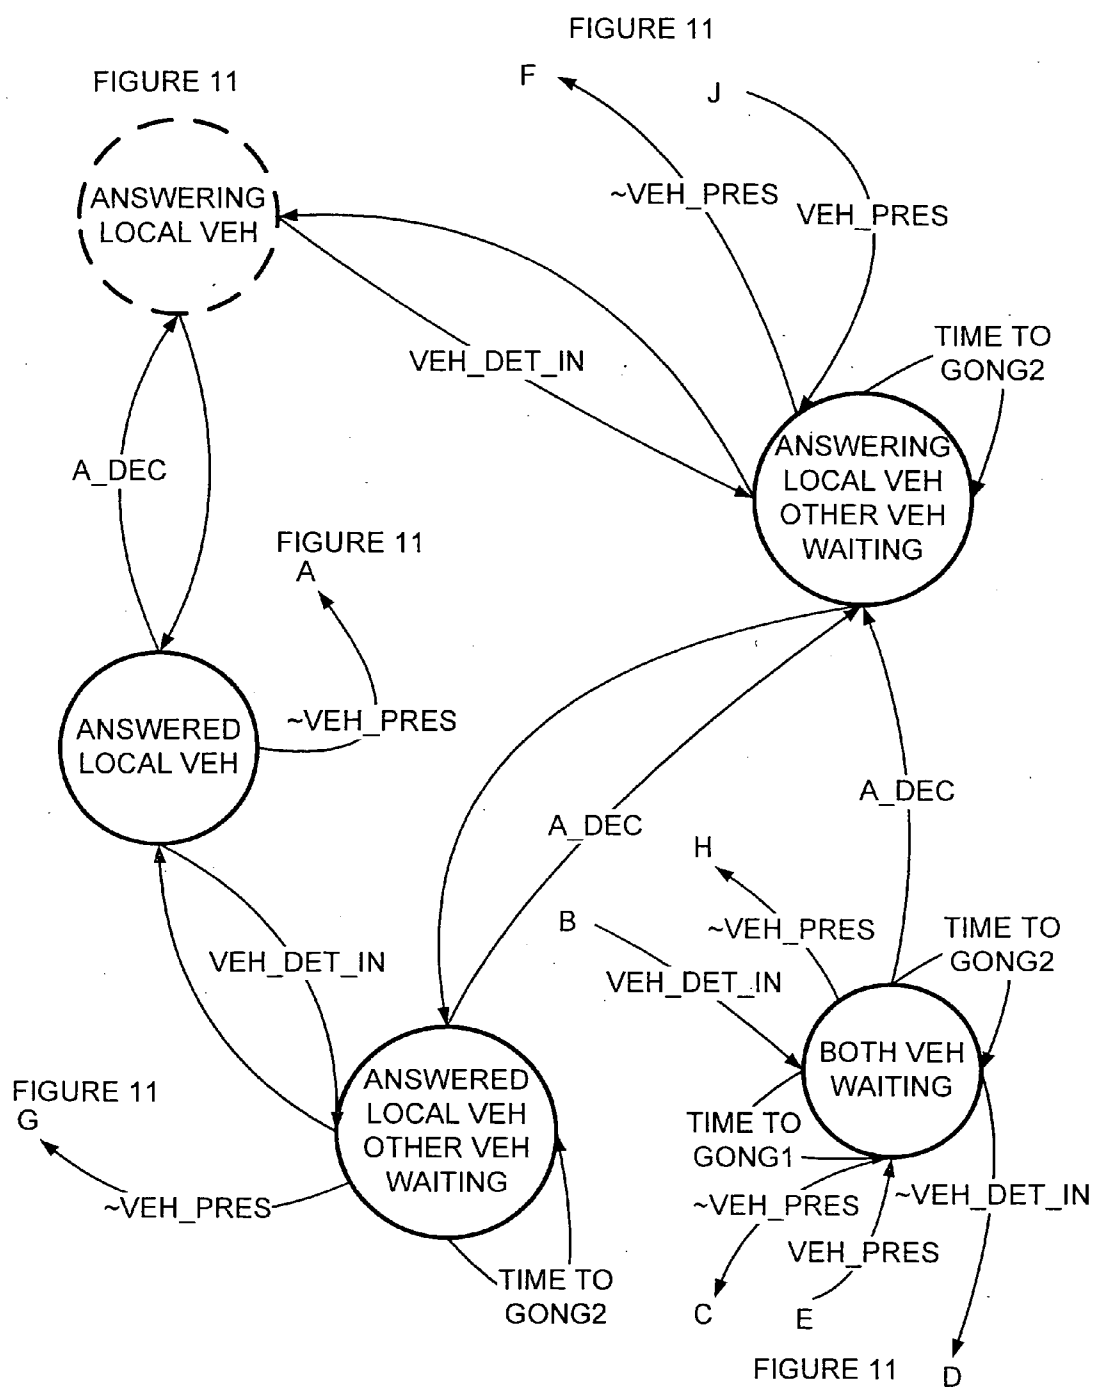 FIGURE 11
FIGURE 11
F
J
ANSWERING
LOCAL VEH
~VEH_PRES
VEH_PRES
VEH_DET_IN
TIME TO
GONG2
ANSWERING
LOCAL VEH
OTHER VEH
WAITING
A_DEC
FIGURE 11
A
ANSWERED
LOCAL VEH
~VEH_PRES
A_DEC
A_DEC
H
B
~VEH_PRES
TIME TO
GONG2
VEH_DET_IN
VEH_DET_IN
BOTH VEH
WAITING
ANSWERED
LOCAL VEH
OTHER VEH
WAITING
FIGURE 11
G
~VEH_PRES
TIME TO
GONG1
~VEH_PRES
~VEH_DET_IN
VEH_PRES
TIME TO
GONG2
C
E
FIGURE 11
D